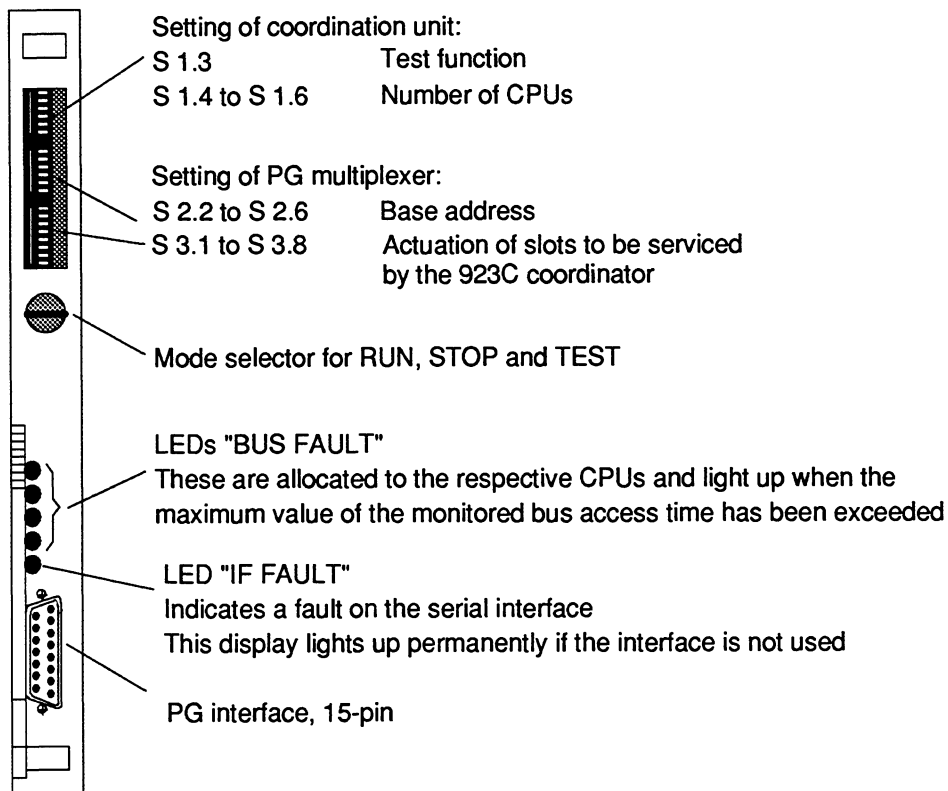 Setting of coordination unit:
S 1.3 Test function
S 1.4 to S 1.6 Number of CPUs
Setting of PG multiplexer:
S 2.2 to S 2.6 Base address
S 3.1 to S 3.8 Actuation of slots to be serviced
by the 923C coordinator
Mode selector for RUN, STOP and TEST
LEDs "BUS FAULT"
These are allocated to the respective CPUs and light up when the
maximum value of the monitored bus access time has been exceeded
LED "IF FAULT"
Indicates a fault on the serial interface
This display lights up permanently if the interface is not used
PG interface, 15-pin